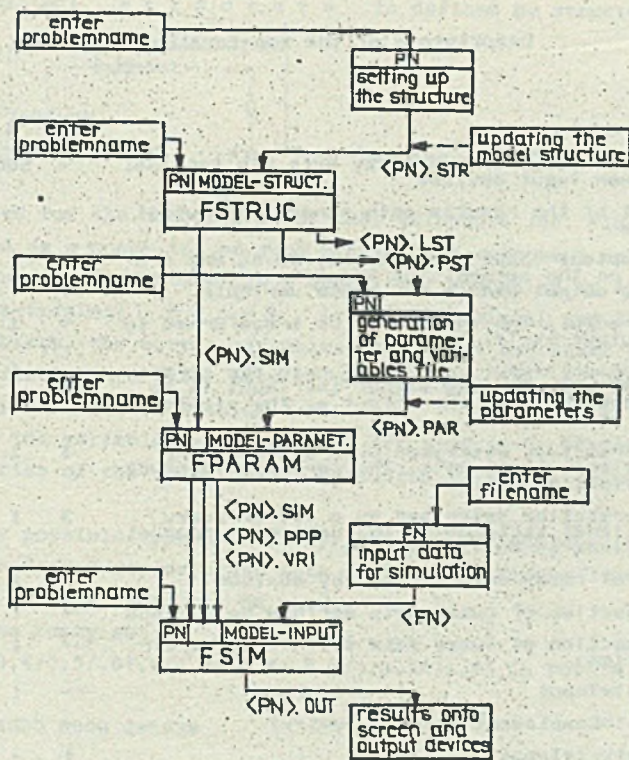 enter
problemname
PN
setting up
the structure
updating the
model structure
<PN>.STR
enter
problemname
PN MODEL-STRUCT.
FSTRUC
<PN>.LST
<PN>.PST
enter
problemname
PN
generation
of parame-
ter and vari-
ables file
<PN>.SIM
updating the
parameters
<PN>.PAR
enter
problemname
PN MODEL-PARAMET.
FPARAM
enter
filename
<PN>.SIM
<PN>.PPP
<PN>.VRI
FN
input data
for simulation
<FN>
enter
problemname
PN MODEL-INPUT
FSIM
<PN>.OUT
results onto
screen and
output devices